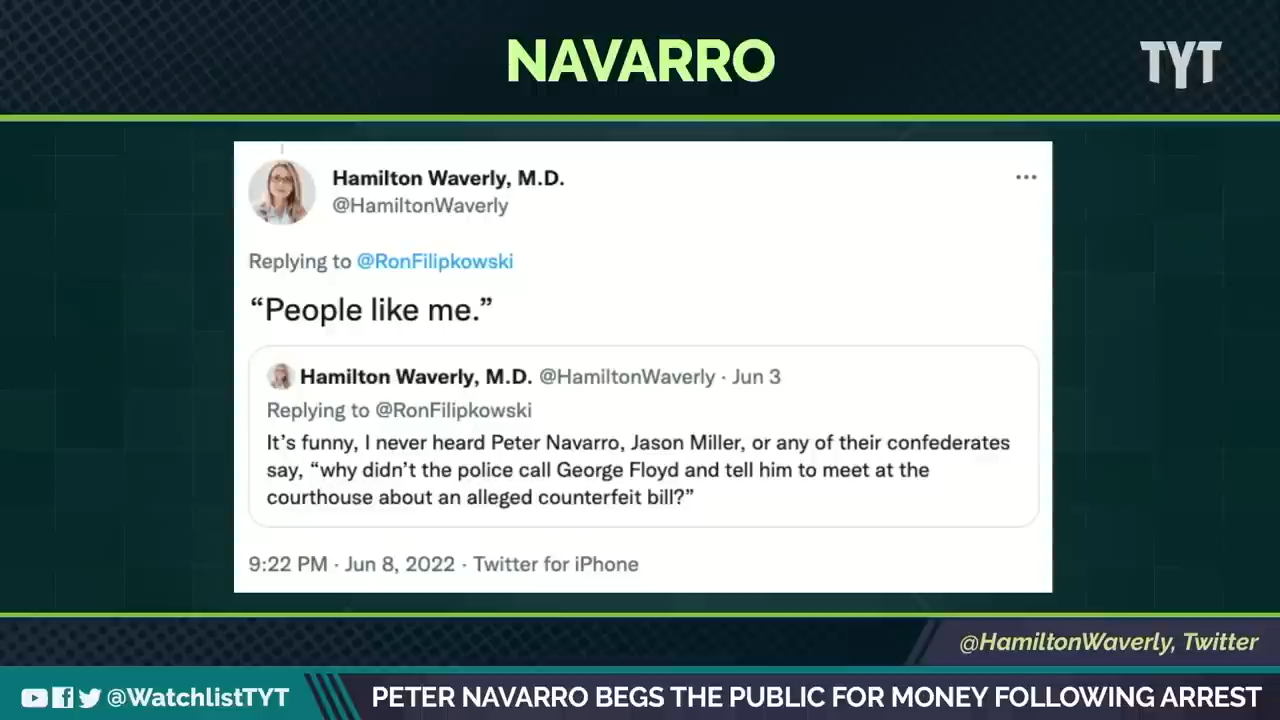 NAVARRO
TYT
Hamilton Waverly, M.D.
@HamiltonWaverly
Replying to @RonFilipkowski
“People like me.”
Hamilton Waverly, M.D. @HamiltonWaverly · Jun 3
Replying to @RonFilipkowski
It’s funny, I never heard Peter Navarro, Jason Miller, or any of their confederates
say, “why didn’t the police call George Floyd and tell him to meet at the
courthouse about an alleged counterfeit bill?”
9:22 PM · Jun 8, 2022 · Twitter for iPhone
@HamiltonWaverly, Twitter
@WatchlistTYT
PETER NAVARRO BEGS THE PUBLIC FOR MONEY FOLLOWING ARREST